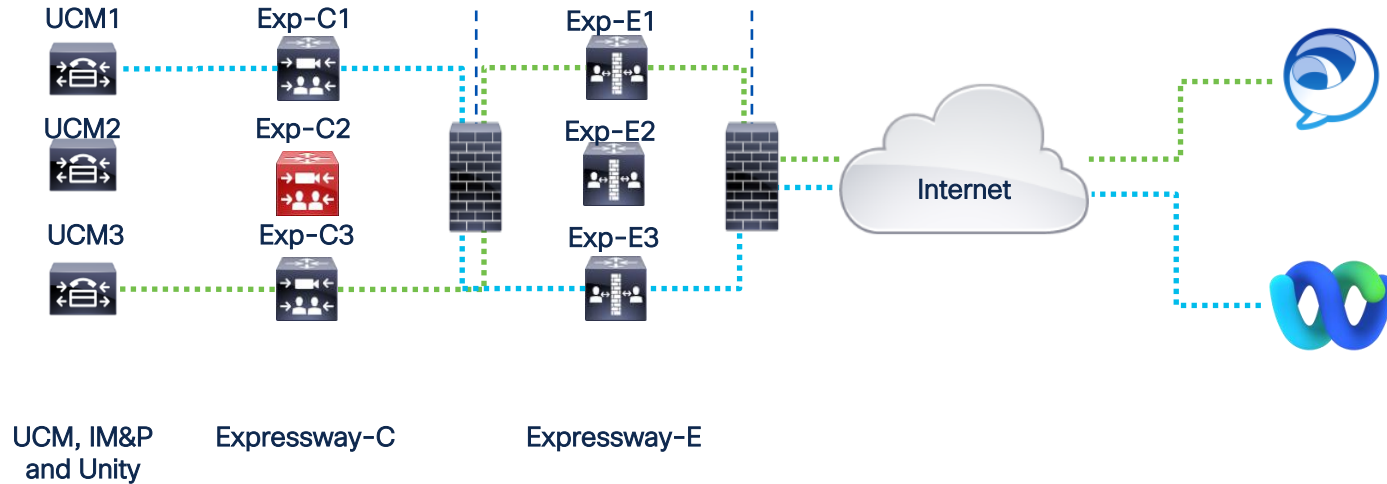 UCM1
Exp-C1
Exp-E1
UCM2
Exp-C2
Exp-E2
Internet
UCM3
Exp-C3
Exp-E3
UCM, IM&P
and Unity
Expressway-C
Expressway-E